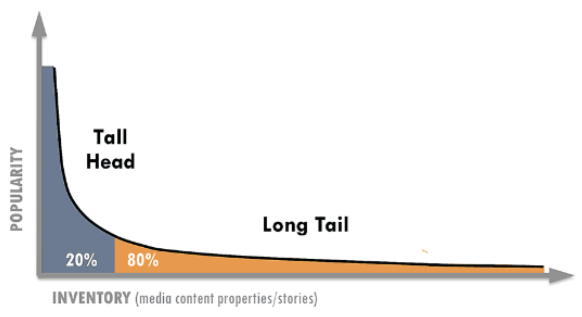 Tall
Head
POPULARITY
Long Tail
20% 80%
INVENTORY (media content properties/stories)